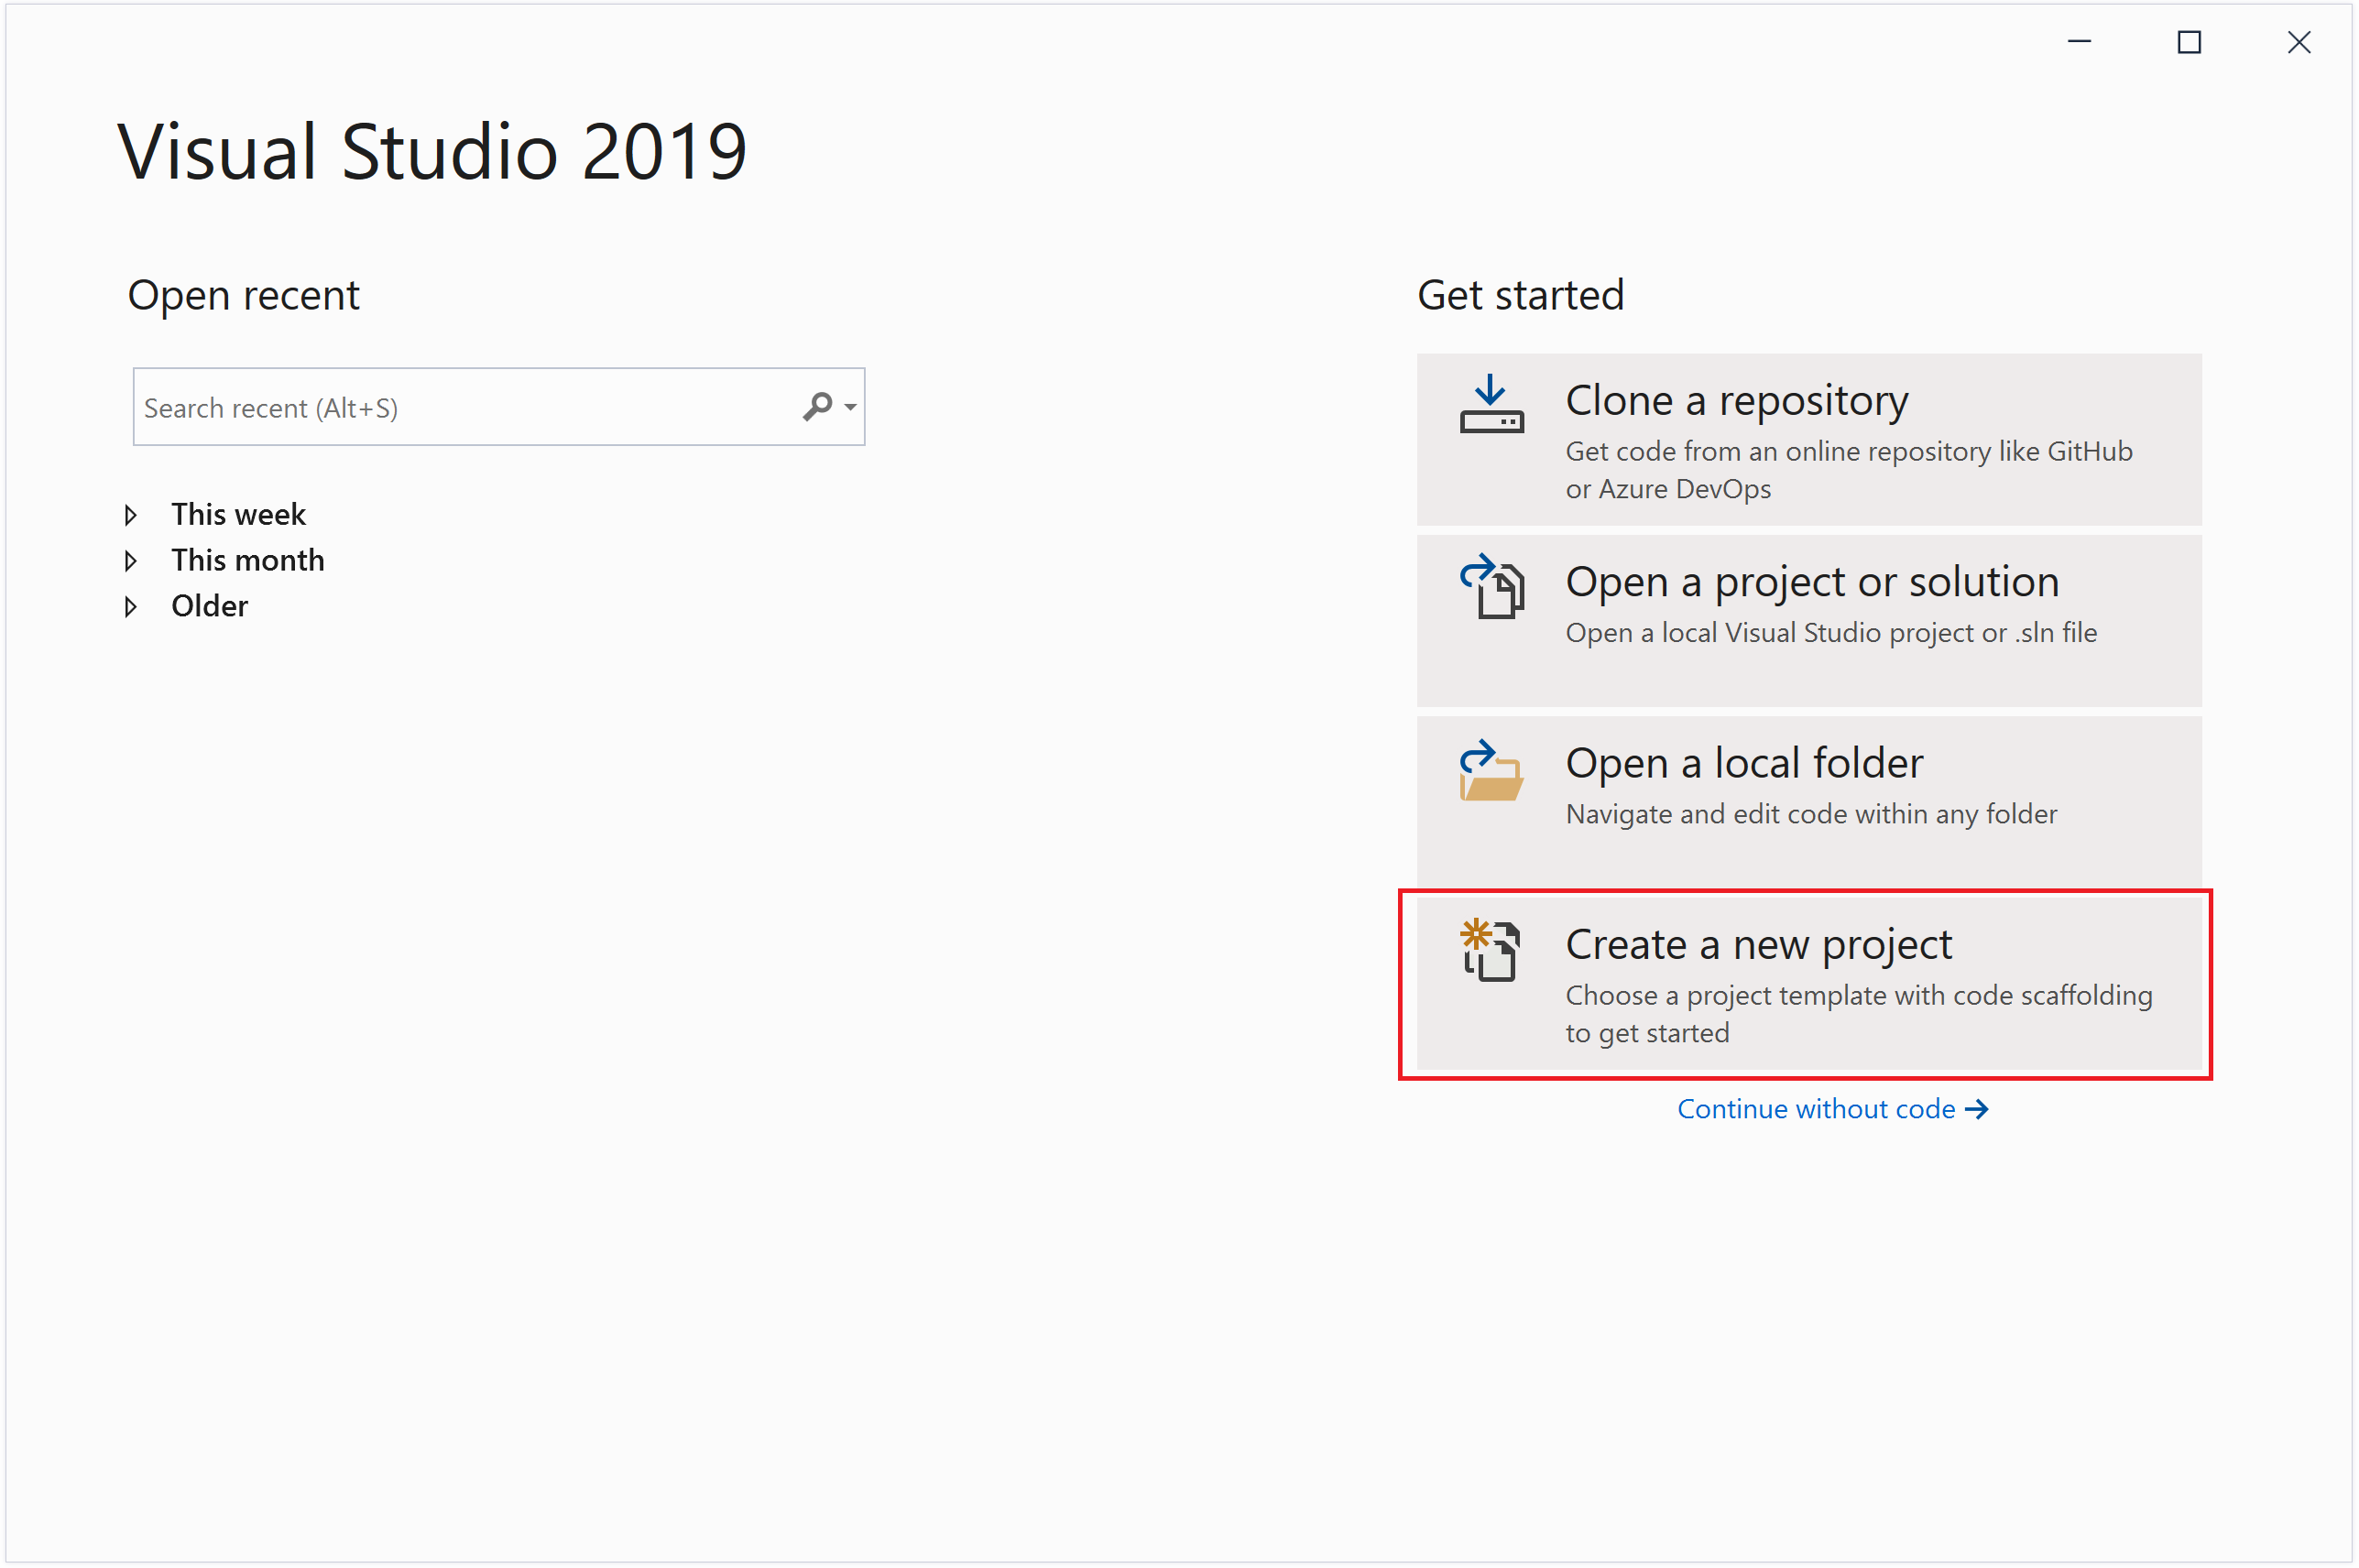 Visual Studio 2019
Open recent
Search recent (Alt+S)
This week
This month
Older
Get started
Clone a repository
Get code from an online repository like GitHub
or Azure DevOps
Open a project or solution
Open a local Visual Studio project or .sln file
Open a local folder
Navigate and edit code within any folder
Create a new project
Choose a project template with code scaffolding
to get started
Continue without code